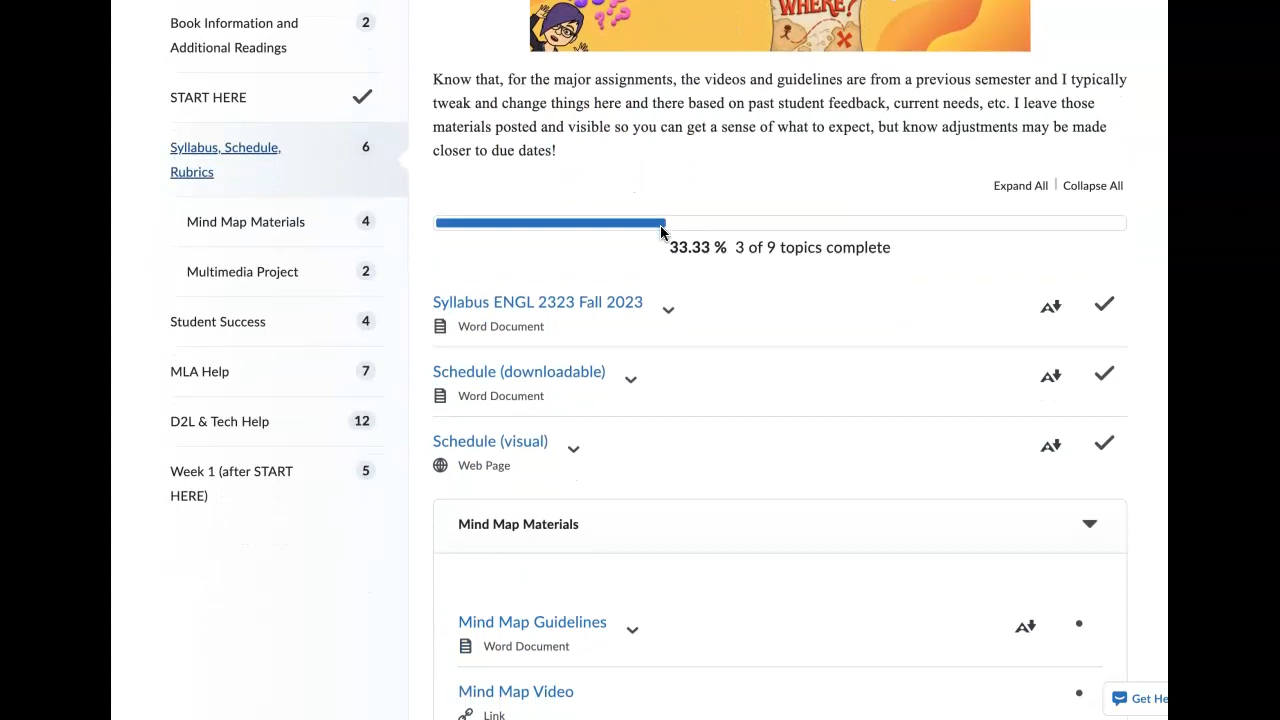 Book Information and
Additional Readings
2
START HERE
Syllabus, Schedule,
Rubrics
6
Mind Map Materials
4
Multimedia Project
2
Student Success
4
MLA Help
7
D2L & Tech Help
12
Week 1 (after START
HERE)
5
WHERE?
Know that, for the major assignments, the videos and guidelines are from a previous semester and I typically
tweak and change things here and there based on past student feedback, current needs, etc. I leave those
materials posted and visible so you can get a sense of what to expect, but know adjustments may be made
closer to due dates!
Expand All | Collapse All
33.33 % 3 of 9 topics complete
Syllabus ENGL 2323 Fall 2023
Word Document
Schedule (downloadable)
Word Document
Schedule (visual)
Web Page
Mind Map Materials
Mind Map Guidelines
Word Document
Mind Map Video
Link
Get He